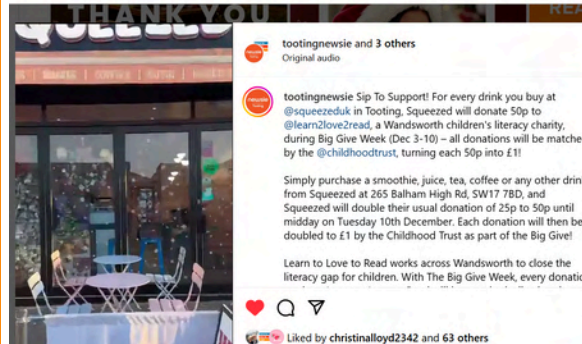 THANK YOU
REA
tootingnewsie and 3 others
Original audio
tootingnewsie Sip To Support! For every drink you buy at
@squeezeduk in Tooting, Squeezed will donate 50p to
@learn2love2read, a Wandsworth children's literacy charity,
during Big Give Week (Dec 3-10) – all donations will be matche
by the @childhoodtrust, turning each 50p into £1!
Simply purchase a smoothie, juice, tea, coffee or any other drin
from Squeezed at 265 Balham High Rd, SW17 7BD, and
Squeezed will double their usual donation of 25p to 50p until
midday on Tuesday 10th December. Each donation will then be
doubled to £1 by the Childhood Trust as part of the Big Give!
Learn to Love to Read works across Wandsworth to close the
literacy gap for children. With The Big Give Week, every donatio
Liked by christinalloyd2342 and 63 others